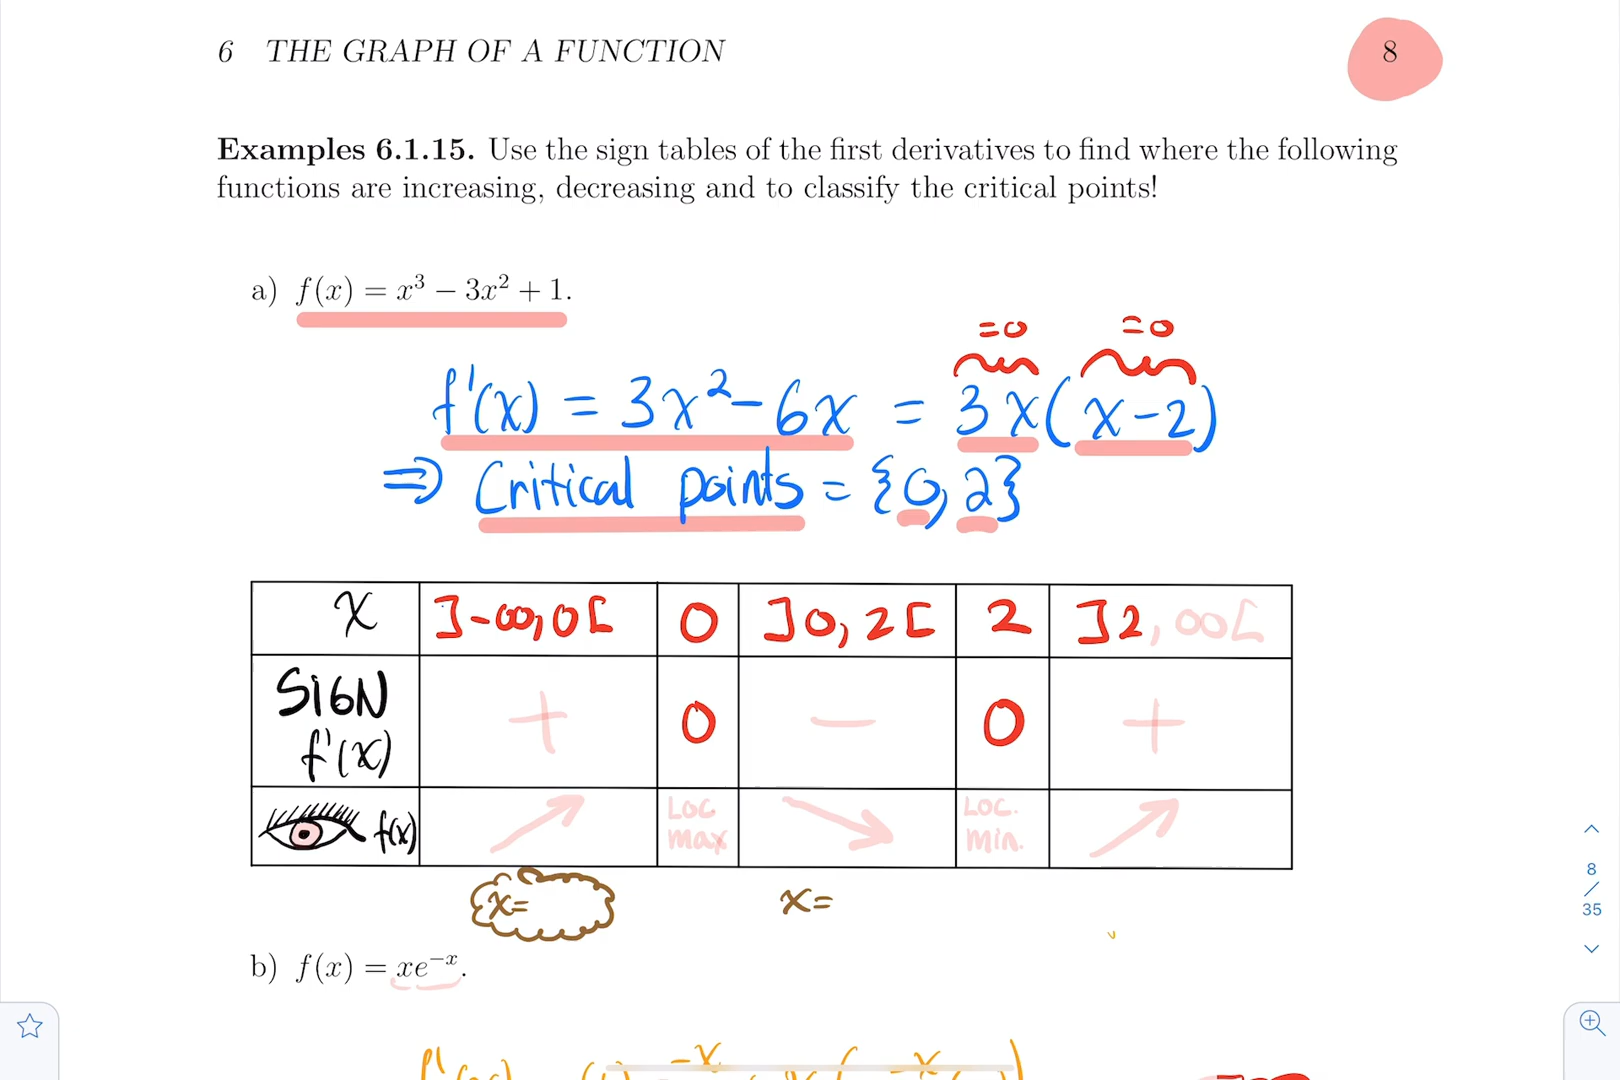 6 THE GRAPH OF A FUNCTION 8
Examples 6.1.15. Use the sign tables of the first derivatives to find where the following
functions are increasing, decreasing and to classify the critical points!
a) f(x) = x³ − 3x² + 1.
=0 =0
f'(x) = 3x² − 6x = 3x(x−2)
⇒ Critical points = {0, 2}
x ]-∞, 0[ 0 ]0, 2[ 2 ]2, ∞[
SIGN f'(x) + 0 − 0 +
f(x) ↗ Loc max ↘ Loc. min. ↗
x= x=
b) f(x) = xe⁻ˣ.
8
/
35